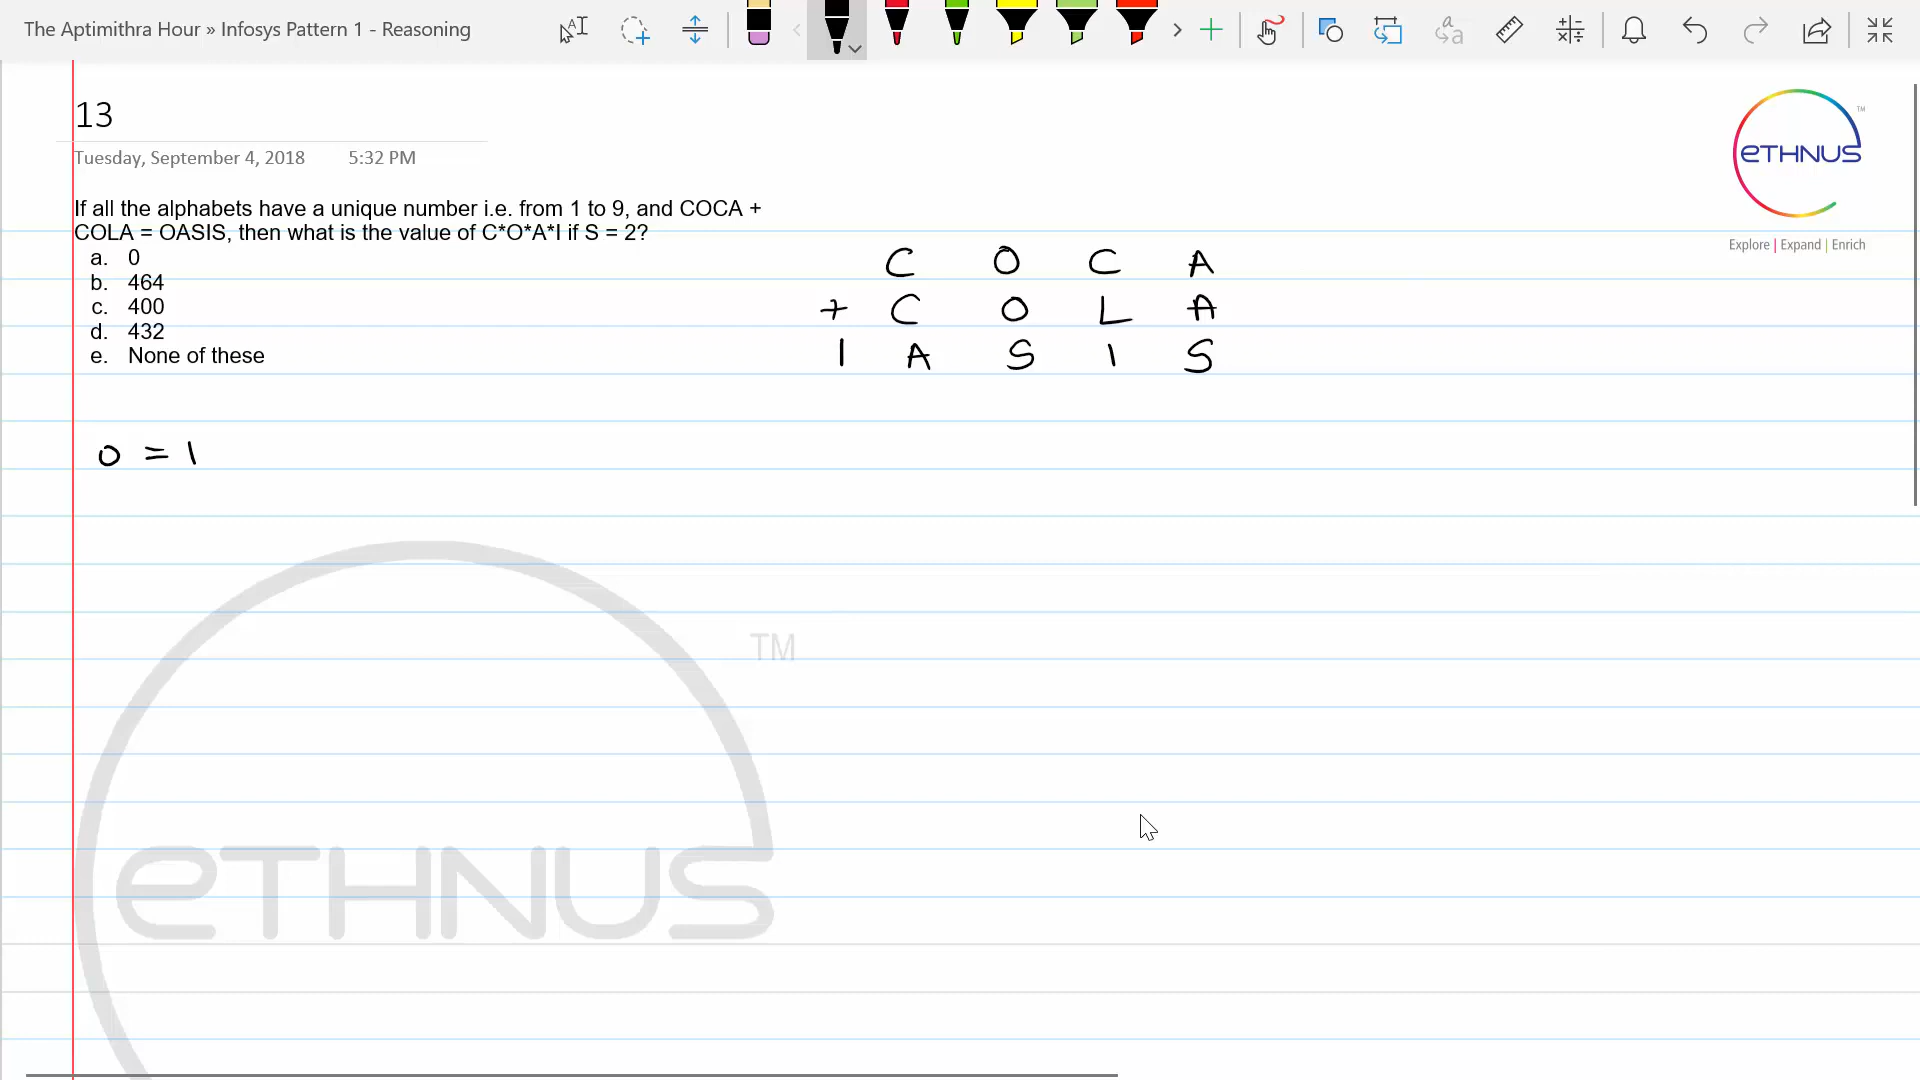 The Aptimithra Hour » Infosys Pattern 1 - Reasoning
13
Tuesday, September 4, 2018 5:32 PM
If all the alphabets have a unique number i.e. from 1 to 9, and COCA +
COLA = OASIS, then what is the value of C*O*A*I if S = 2?
a. 0
b. 464
c. 400
d. 432
e. None of these
C O C A
+ C O L A
1 A S 1 S
0 = 1
eTHNUS
TM
Explore | Expand | Enrich
TM
eTHNUS